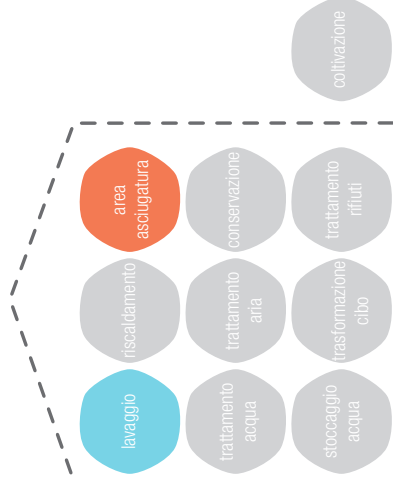 lavaggio
riscaldamento
area
asciugatura
trattamento
acqua
trattamento
aria
conservazione
stoccaggio
acqua
trasformazione
cibo
trattamento
rifiuti
coltivazione